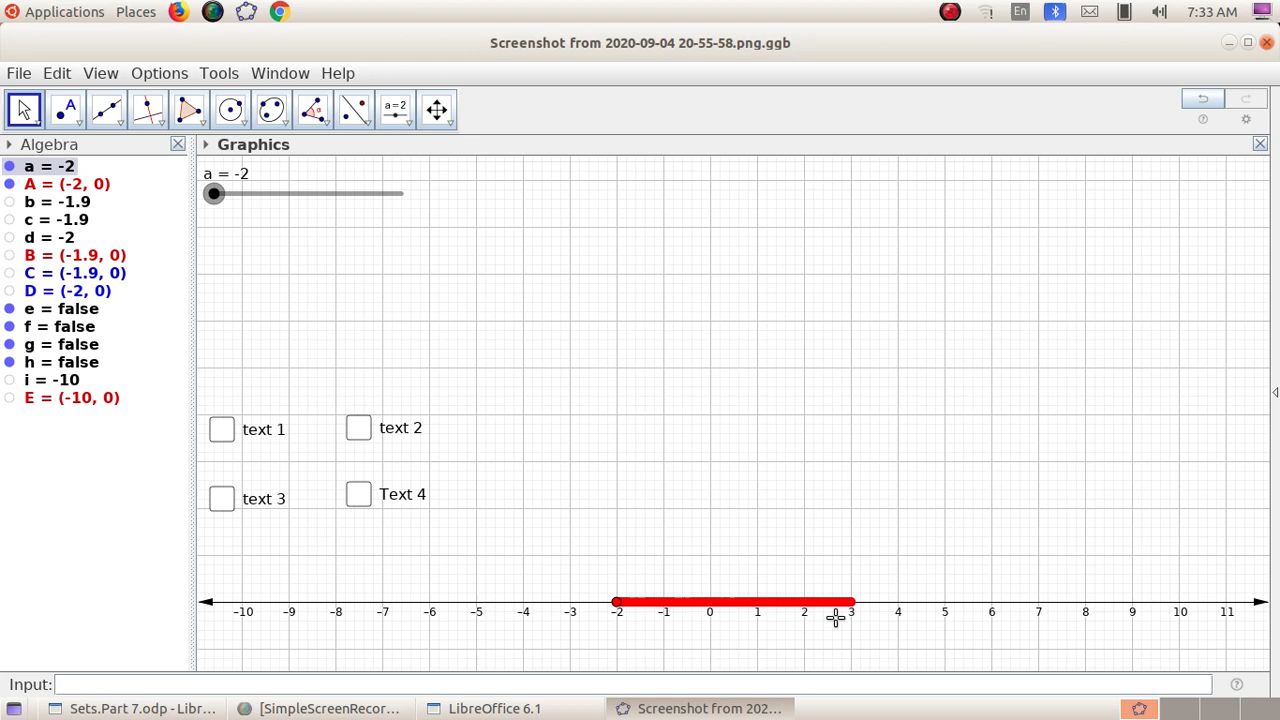 Applications Places En 7:33 AM
Screenshot from 2020-09-04 20-55-58.png.ggb
File Edit View Options Tools Window Help
A α a=2
Algebra
Graphics
a = -2
A = (-2, 0)
b = -1.9
c = -1.9
d = -2
B = (-1.9, 0)
C = (-1.9, 0)
D = (-2, 0)
e = false
f = false
g = false
h = false
i = -10
E = (-10, 0)
a = -2
text 1 text 2
text 3 Text 4
–10 –9 –8 –7 –6 –5 –4 –3 –2 –1 0 1 2 3 4 5 6 7 8 9 10 11
Input:
Sets.Part 7.odp - Libr... [SimpleScreenRecor... LibreOffice 6.1 Screenshot from 202...